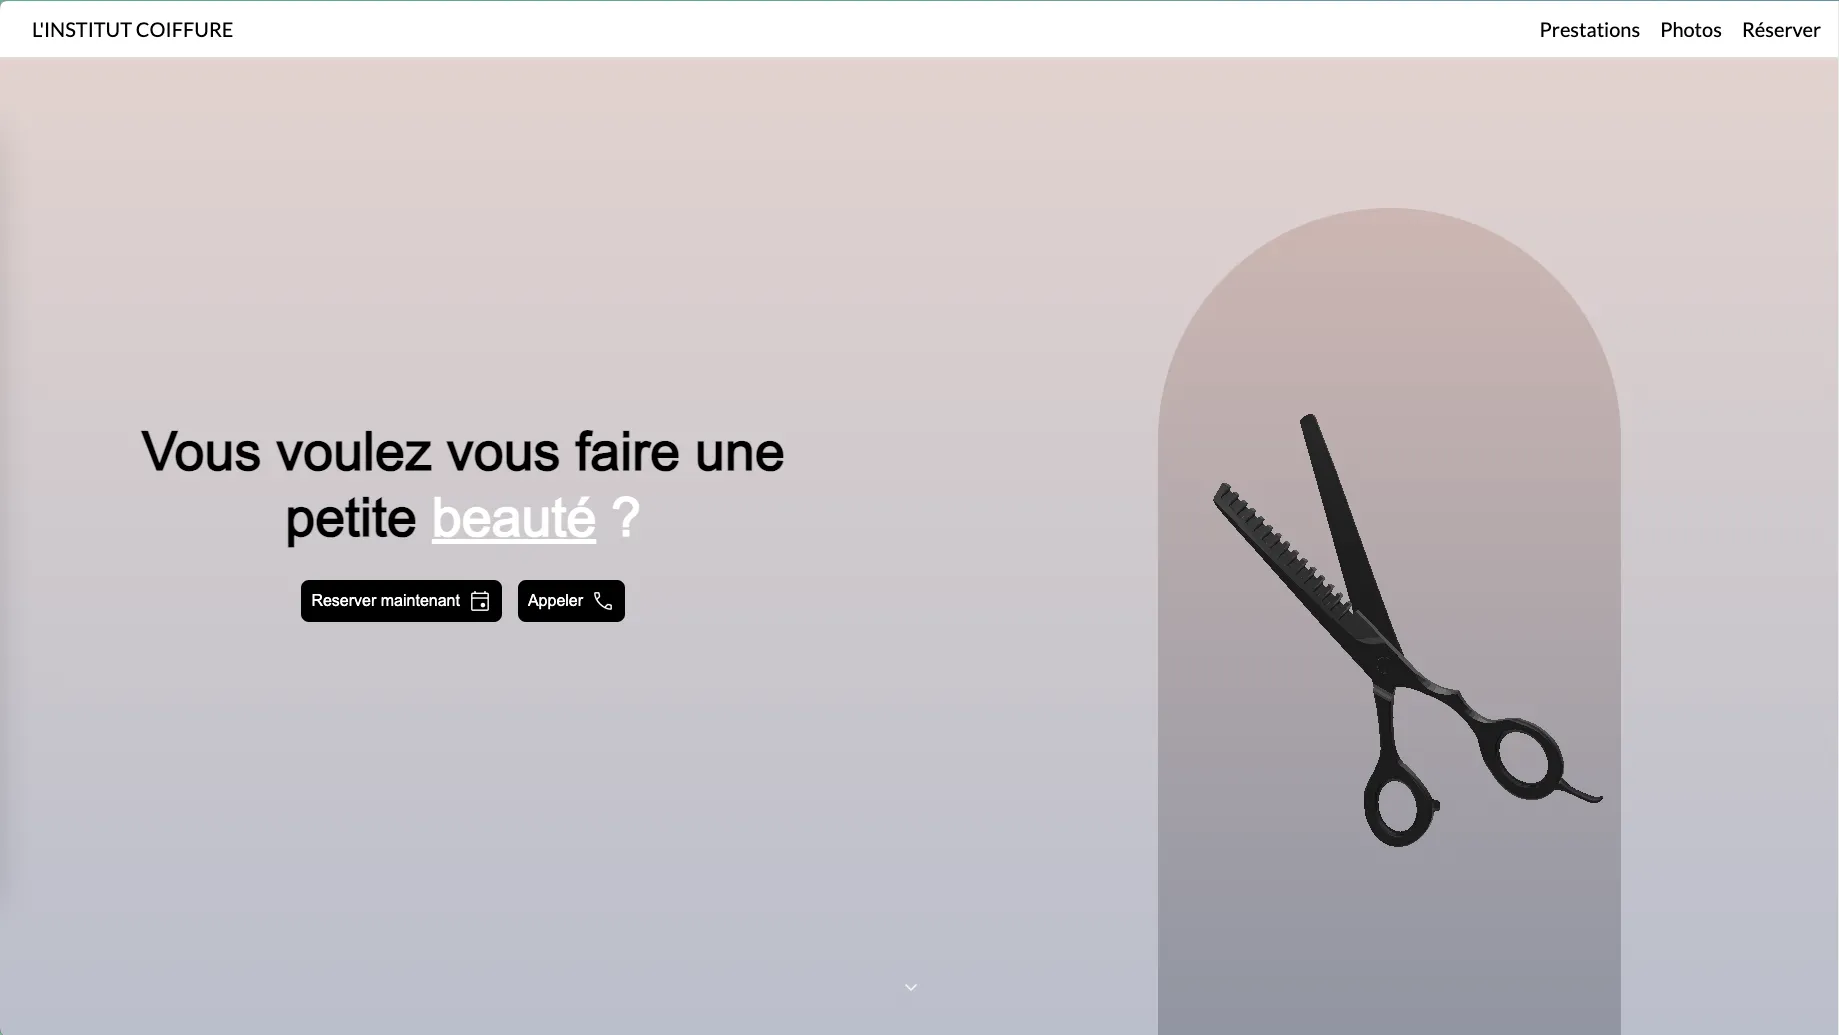 L'INSTITUT COIFFURE
Prestations Photos Réserver
Vous voulez vous faire une
petite beauté ?
Reserver maintenant
Appeler